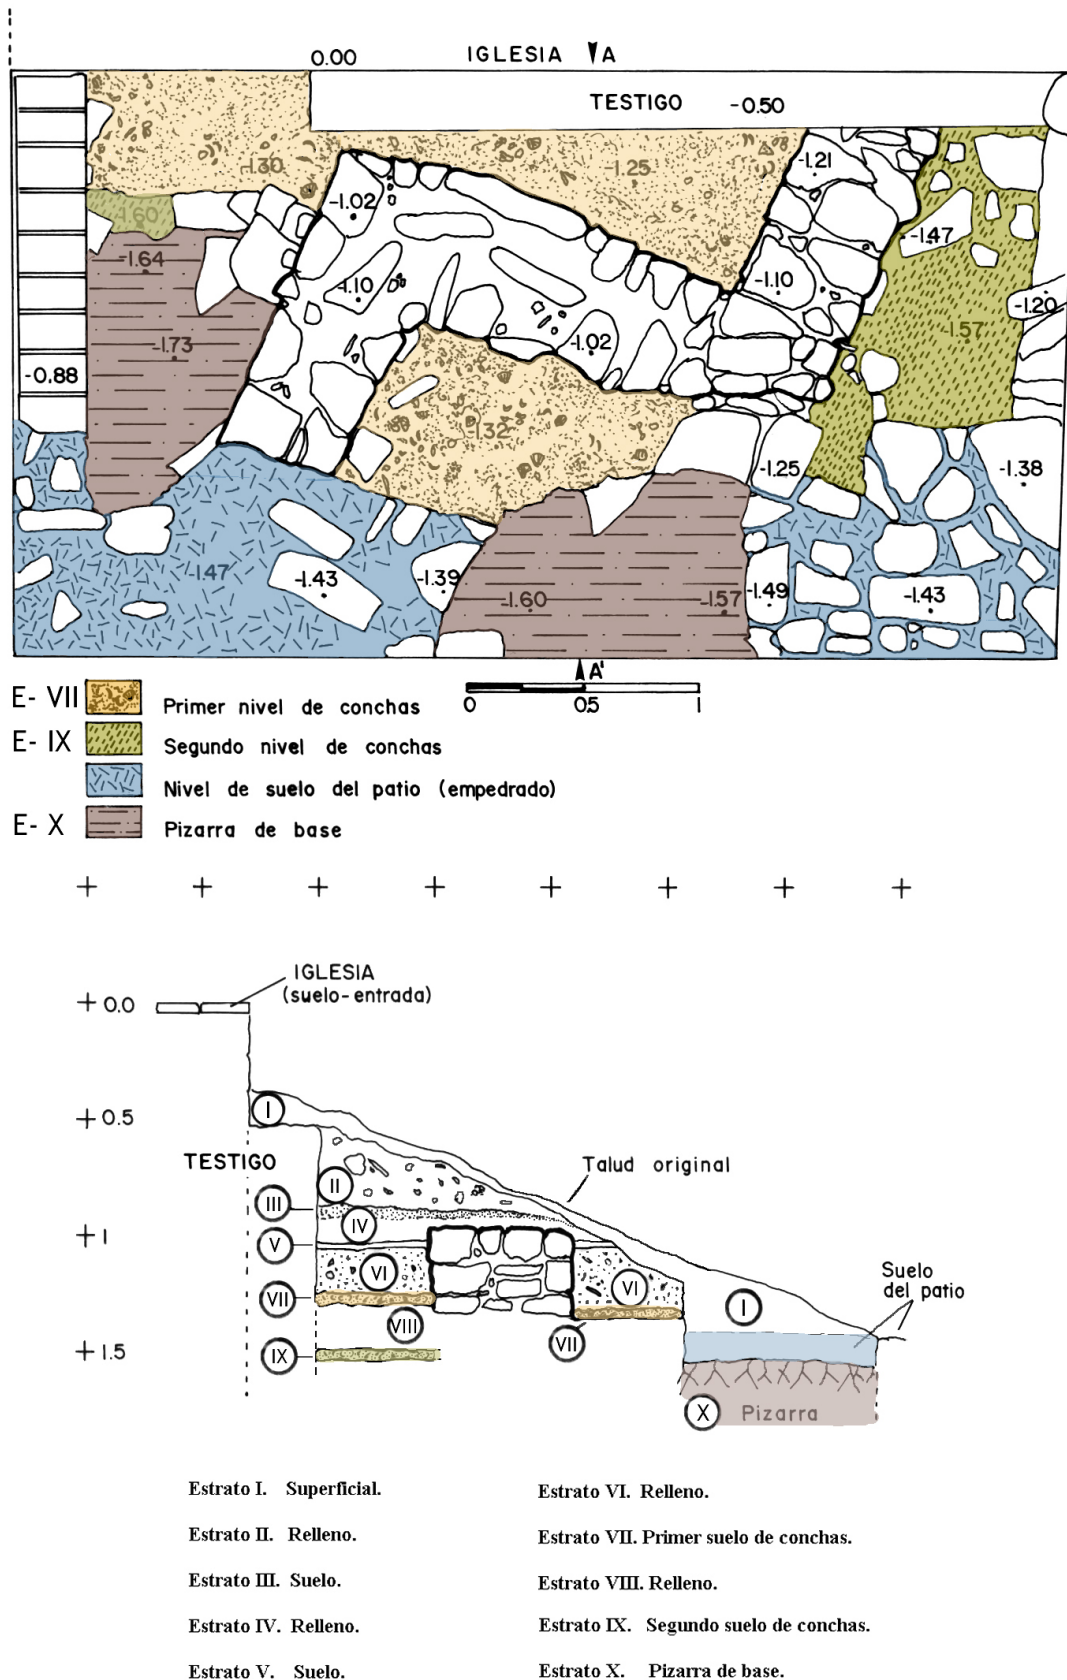 0.00 IGLESIA A
TESTIGO -0.50
-1.30
-1.25
-1.21
-1.02
-1.60
-1.47
-1.64
-1.10
-1.10
-1.20
-1.57
-1.73
-1.02
-0.88
-1.32
-1.25
-1.38
-1.47
-1.43
-1.39
-1.49
-1.43
-1.60
-1.57
A'
0 0.5 1
E- VII Primer nivel de conchas
E- IX Segundo nivel de conchas
Nivel de suelo del patio (empedrado)
E- X Pizarra de base
IGLESIA
(suelo-entrada)
0.0
I
0.5
TESTIGO
Talud original
II
III
IV
1
V
VI
VI
Suelo
del patio
VII
I
VIII
VII
1.5
IX
X Pizarra
Estrato I. Superficial.
Estrato II. Relleno.
Estrato III. Suelo.
Estrato IV. Relleno.
Estrato V. Suelo.
Estrato VI. Relleno.
Estrato VII. Primer suelo de conchas.
Estrato VIII. Relleno.
Estrato IX. Segundo suelo de conchas.
Estrato X. Pizarra de base.